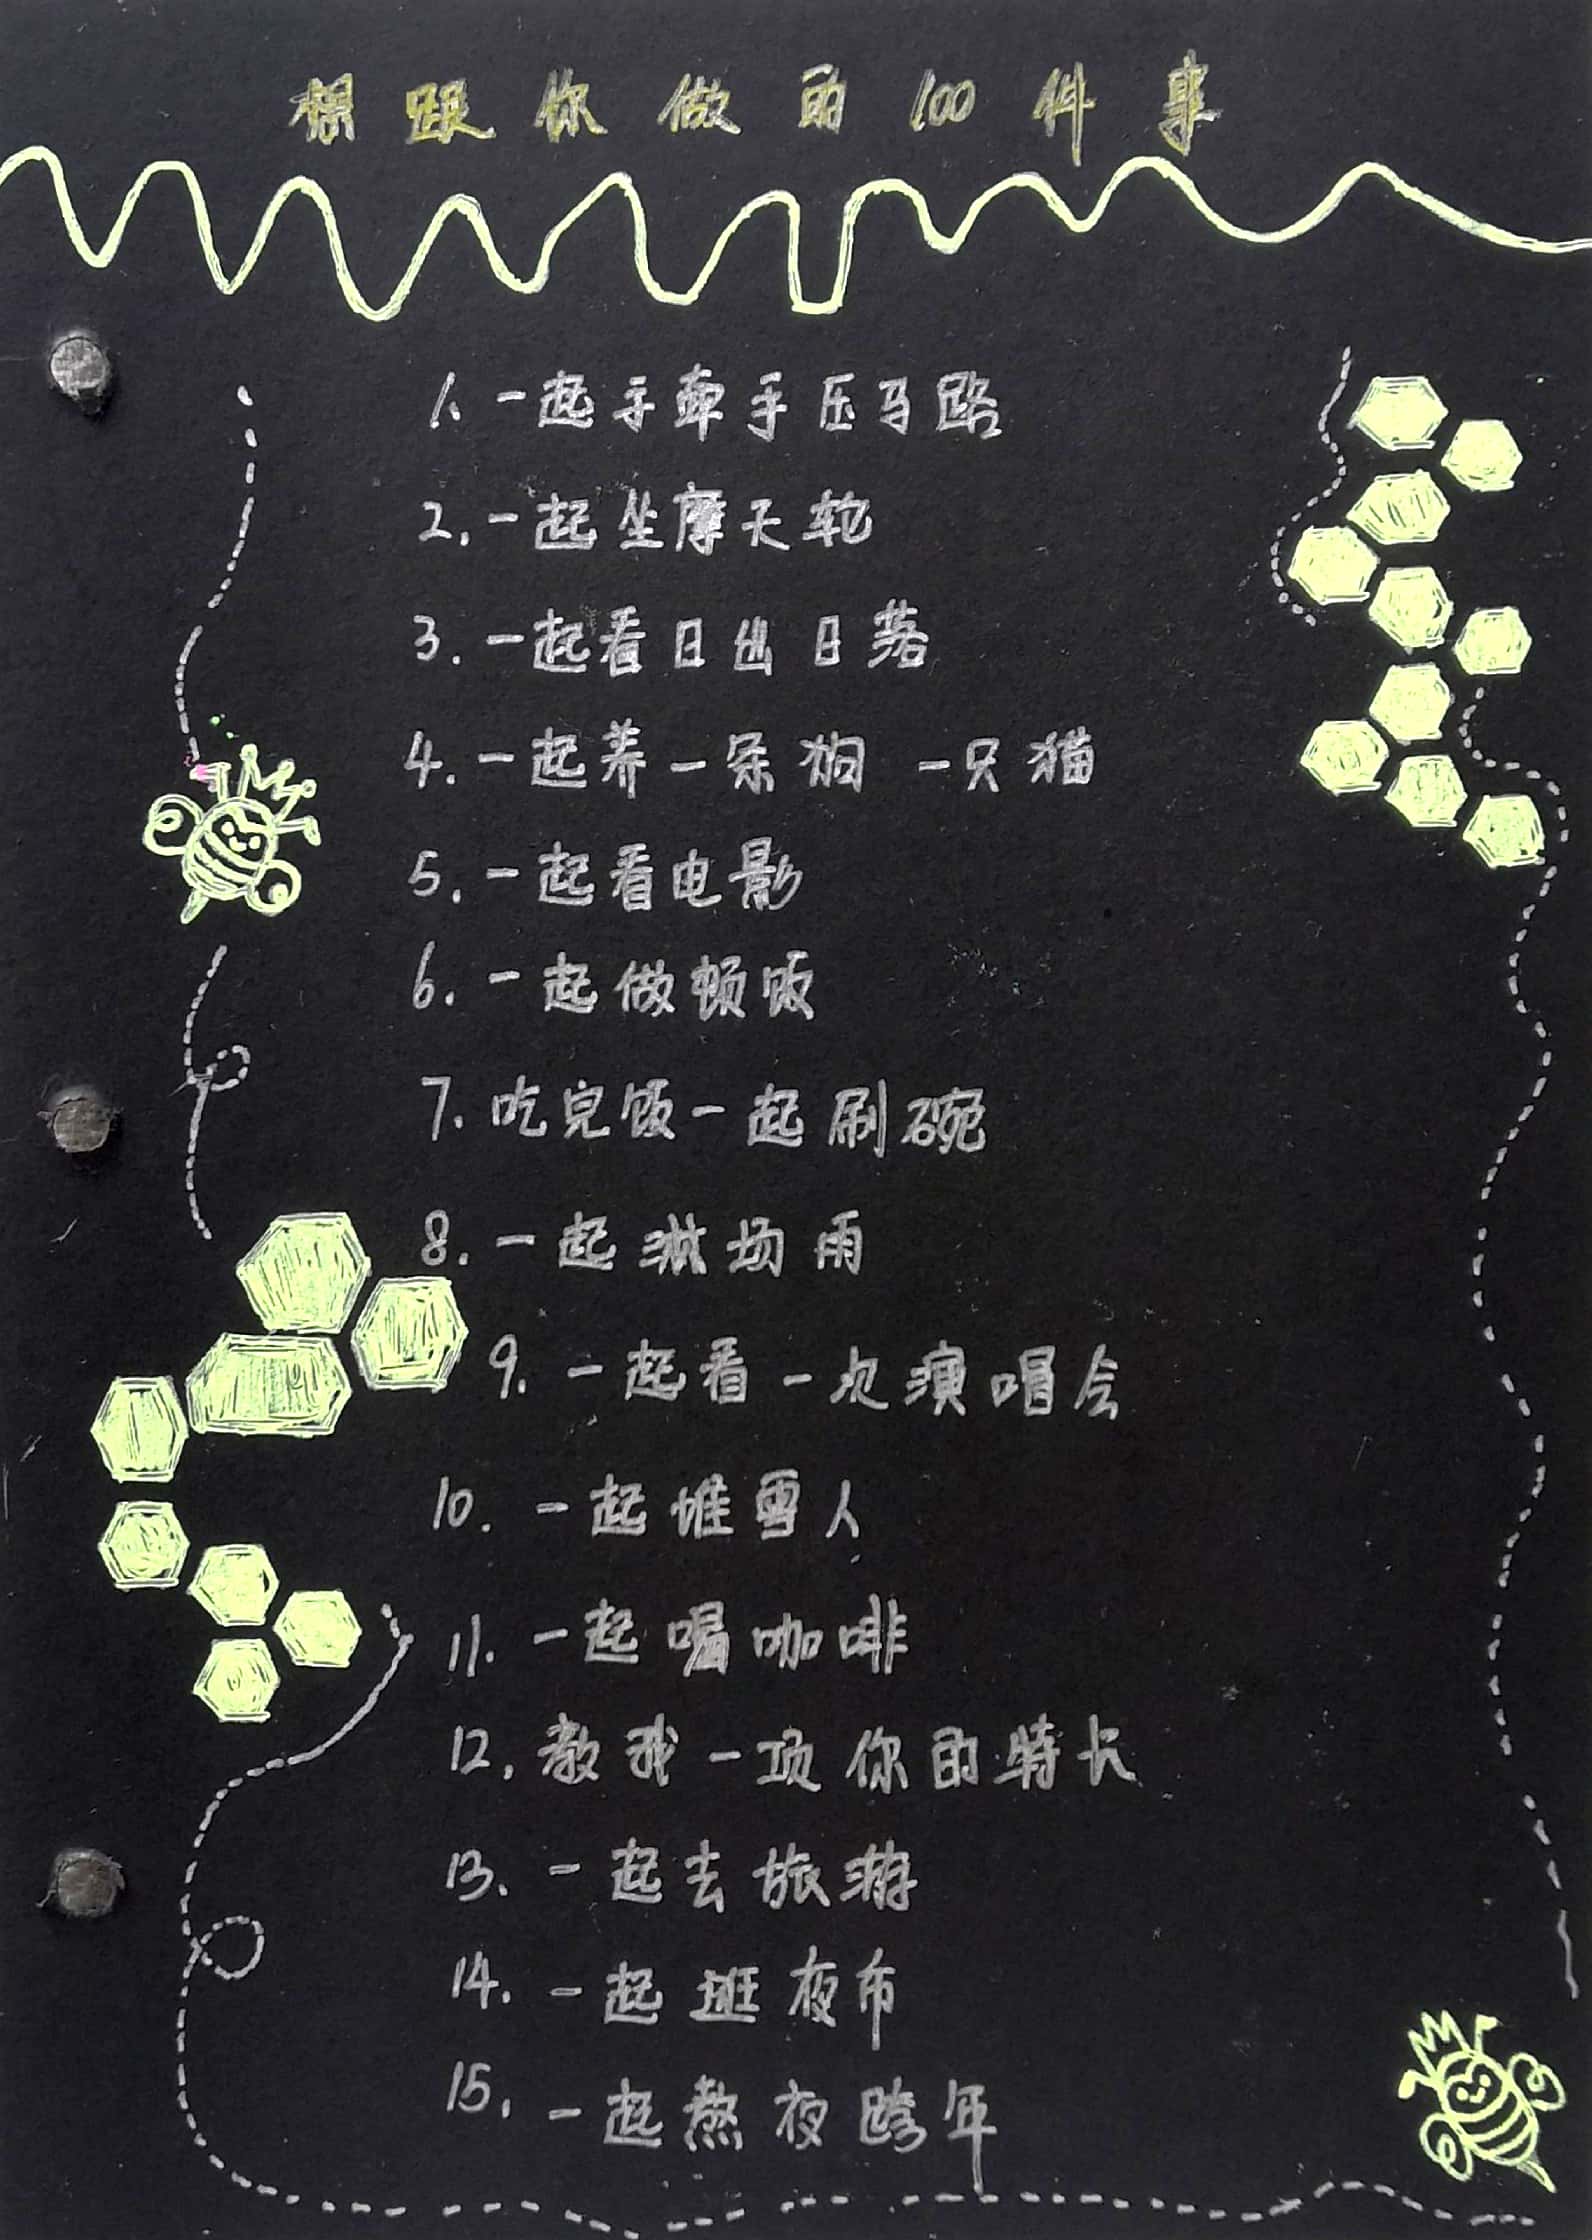 想跟你做的100件事
1. 一起手牵手压马路
2. 一起坐摩天轮
3. 一起看日出日落
4. 一起养一条狗 一只猫
5. 一起看电影
6. 一起做顿饭
7. 吃完饭一起刷碗
8. 一起淋场雨
9. 一起看一次演唱会
10. 一起堆雪人
11. 一起喝咖啡
12. 教我一项你的特长
13. 一起去旅游
14. 一起逛夜市
15. 一起熬夜跨年